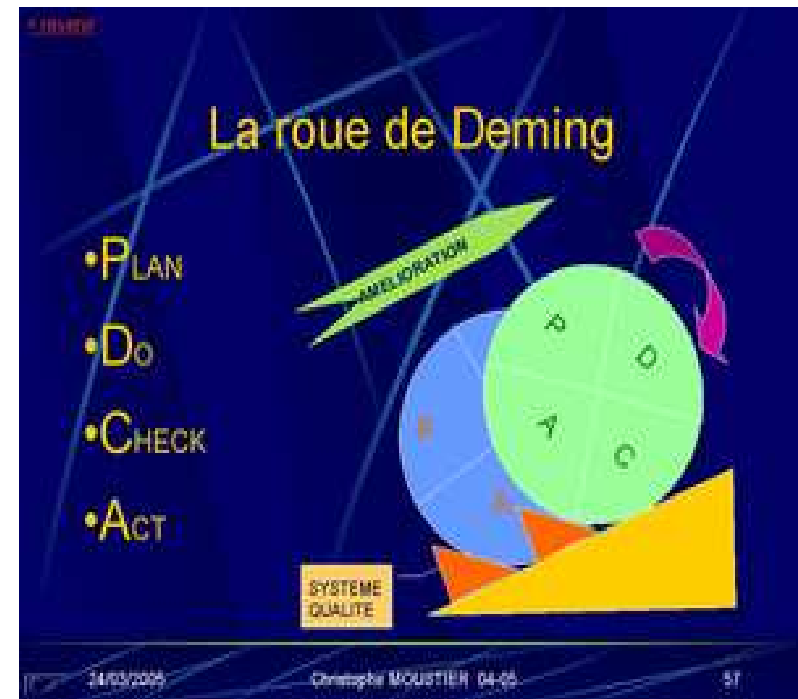 La roue de Deming
AMELIORATION
•PLAN
•DO
•CHECK
•ACT
P
D
A
C
SYSTEME
QUALITE
24/03/2005
Christophe MOUSTIER 04-05
57